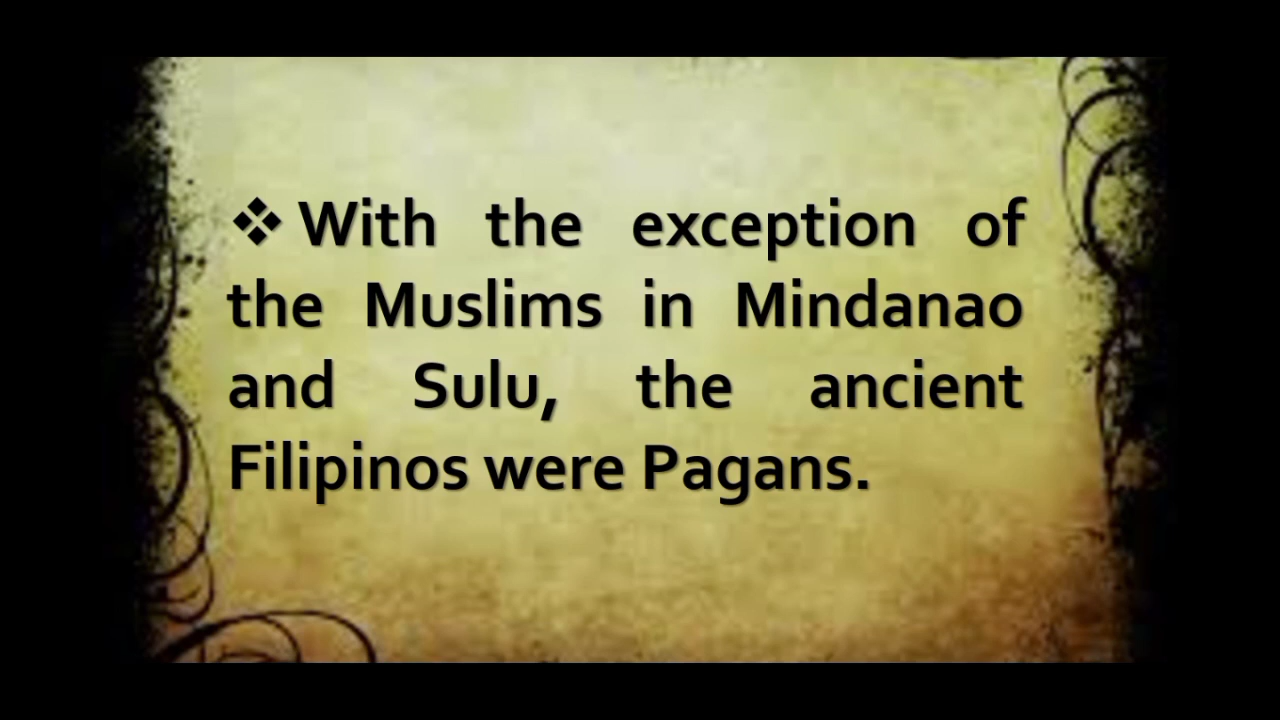 ❖ With the exception of
the Muslims in Mindanao
and Sulu, the ancient
Filipinos were Pagans.